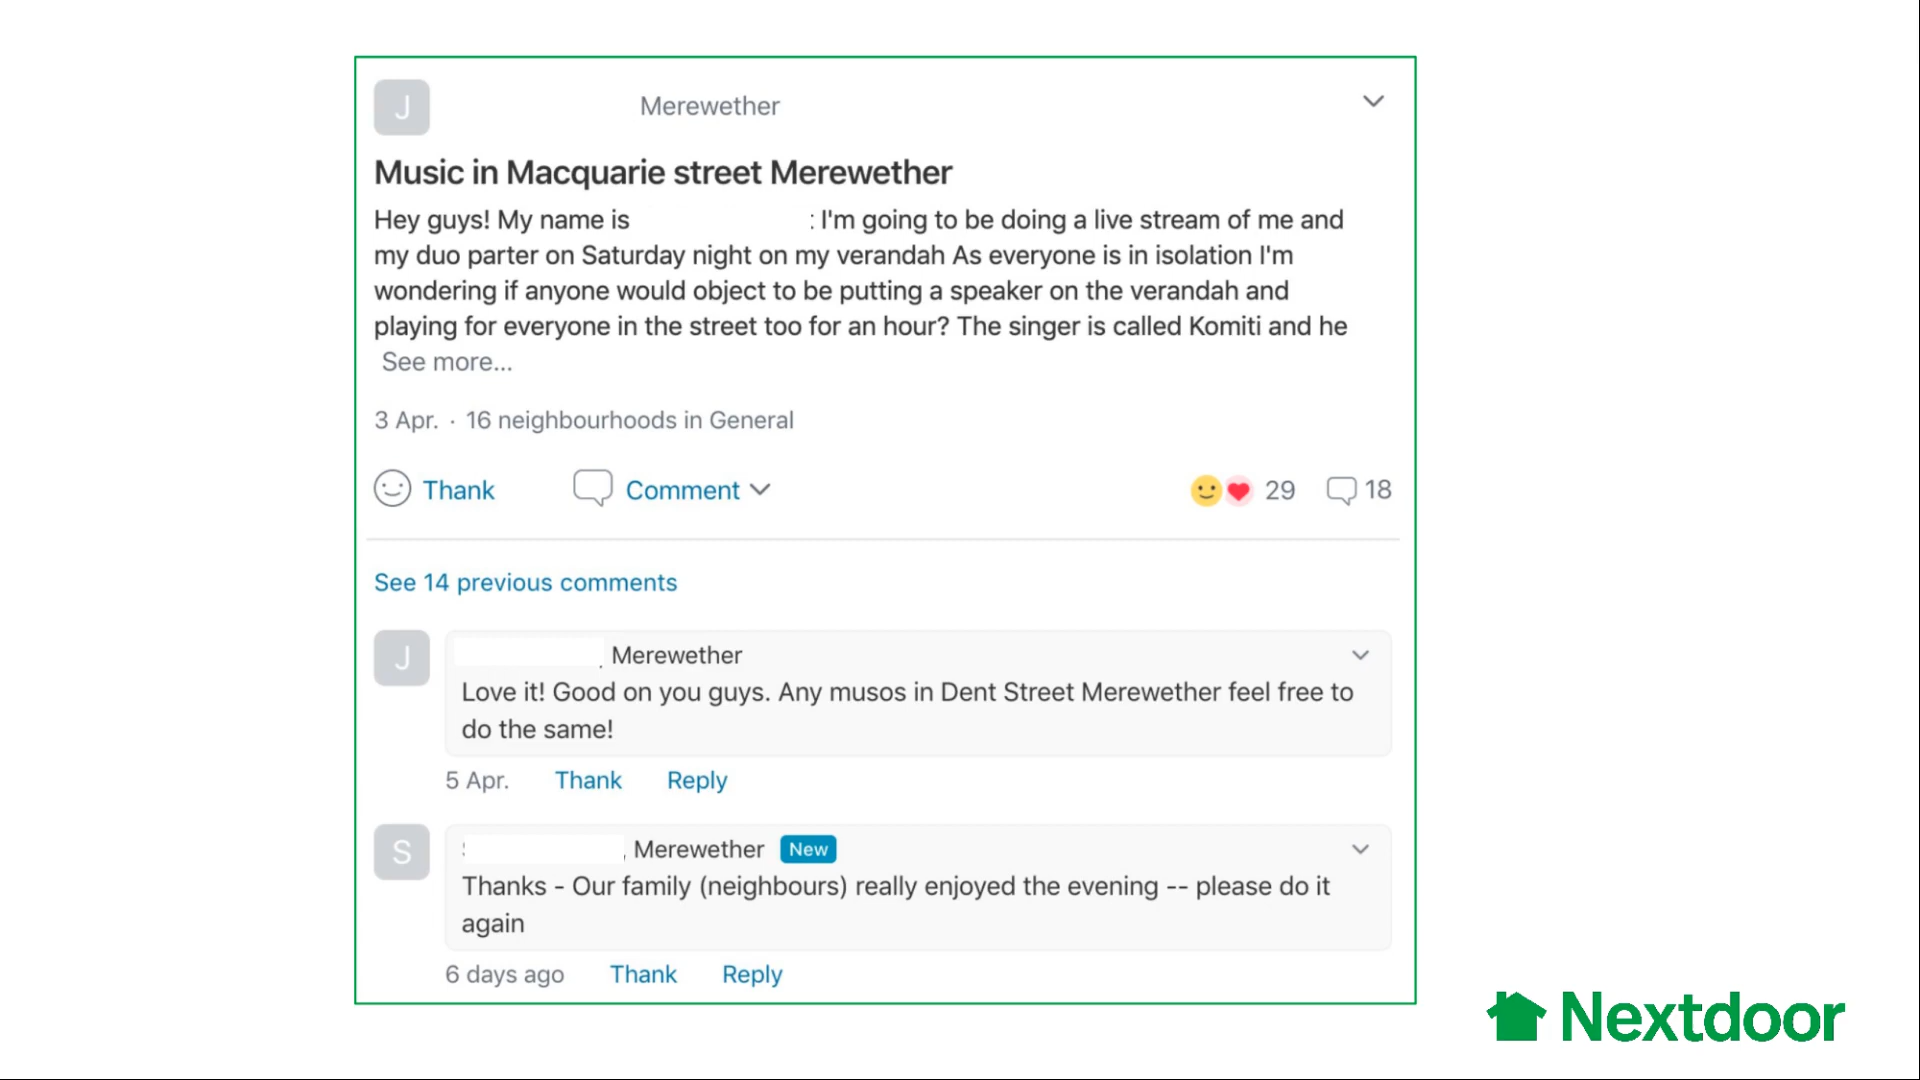 J
Merewether
Music in Macquarie street Merewether
Hey guys! My name is : I'm going to be doing a live stream of me and
my duo parter on Saturday night on my verandah As everyone is in isolation I'm
wondering if anyone would object to be putting a speaker on the verandah and
playing for everyone in the street too for an hour? The singer is called Komiti and he
See more...
3 Apr. · 16 neighbourhoods in General
Thank Comment 29 18
See 14 previous comments
J
, Merewether
Love it! Good on you guys. Any musos in Dent Street Merewether feel free to
do the same!
5 Apr. Thank Reply
S
, Merewether New
Thanks - Our family (neighbours) really enjoyed the evening -- please do it
again
6 days ago Thank Reply
Nextdoor